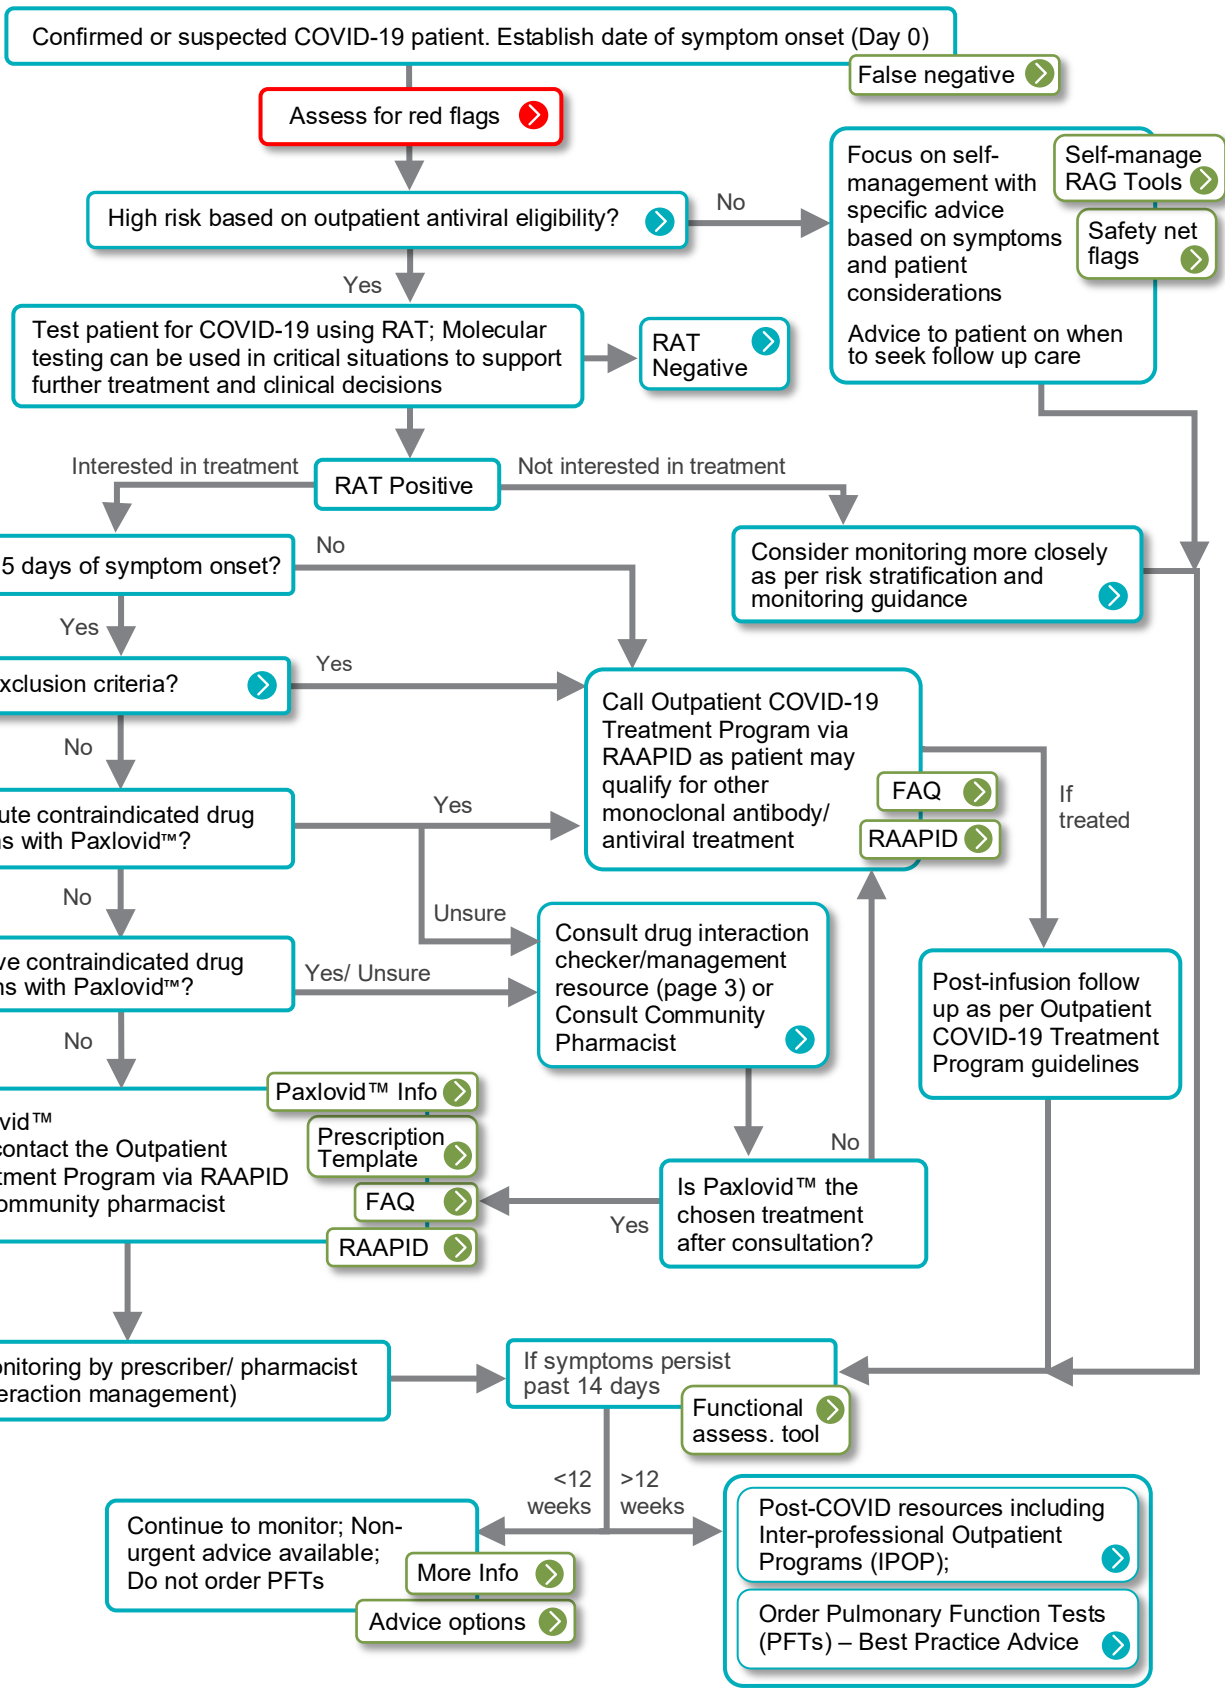 Confirmed or suspected COVID-19 patient. Establish date of symptom onset (Day 0)
False negative
Assess for red flags
High risk based on outpatient antiviral eligibility?
No
Focus on self-
management with
specific advice
based on symptoms
and patient
considerations
Advice to patient on when
to seek follow up care
Self-manage
RAG Tools
Safety net
flags
Yes
Test patient for COVID-19 using RAT; Molecular
testing can be used in critical situations to support
further treatment and clinical decisions
RAT
Negative
Interested in treatment
RAT Positive
Not interested in treatment
5 days of symptom onset?
No
Consider monitoring more closely
as per risk stratification and
monitoring guidance
Yes
xclusion criteria?
Yes
Call Outpatient COVID-19
Treatment Program via
RAAPID as patient may
qualify for other
monoclonal antibody/
antiviral treatment
FAQ
RAAPID
If
treated
No
ute contraindicated drug
ns with Paxlovid™?
Yes
Unsure
No
ve contraindicated drug
ns with Paxlovid™?
Yes/ Unsure
Consult drug interaction
checker/management
resource (page 3) or
Consult Community
Pharmacist
Post-infusion follow
up as per Outpatient
COVID-19 Treatment
Program guidelines
No
vid™
contact the Outpatient
tment Program via RAAPID
ommunity pharmacist
Paxlovid™ Info
Prescription
Template
FAQ
RAAPID
Yes
No
Is Paxlovid™ the
chosen treatment
after consultation?
onitoring by prescriber/ pharmacist
eraction management)
If symptoms persist
past 14 days
Functional
assess. tool
<12
weeks
>12
weeks
Continue to monitor; Non-
urgent advice available;
Do not order PFTs
More Info
Advice options
Post-COVID resources including
Inter-professional Outpatient
Programs (IPOP);
Order Pulmonary Function Tests
(PFTs) – Best Practice Advice